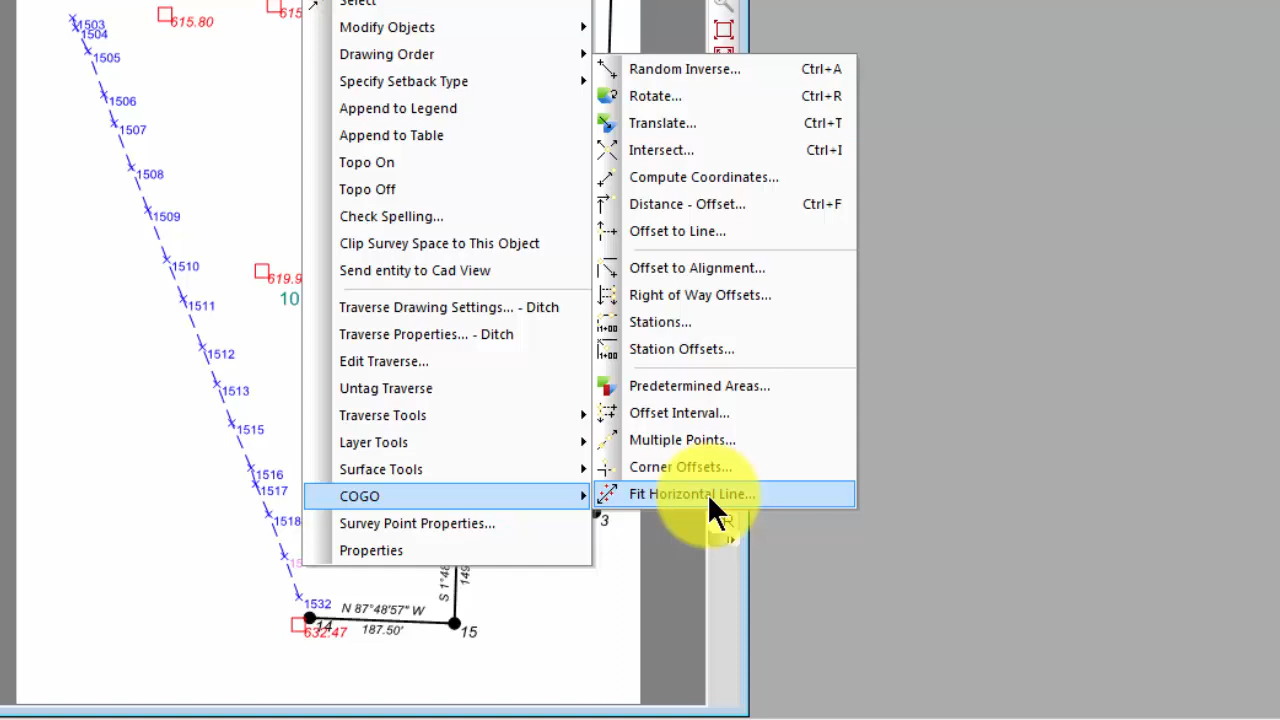 Select
Modify Objects
Drawing Order
Specify Setback Type
Append to Legend
Append to Table
Topo On
Topo Off
Check Spelling...
Clip Survey Space to This Object
Send entity to Cad View
Traverse Drawing Settings... - Ditch
Traverse Properties... - Ditch
Edit Traverse...
Untag Traverse
Traverse Tools
Layer Tools
Surface Tools
COGO
Survey Point Properties...
Properties
Random Inverse... Ctrl+A
Rotate... Ctrl+R
Translate... Ctrl+T
Intersect... Ctrl+I
Compute Coordinates...
Distance - Offset... Ctrl+F
Offset to Line...
Offset to Alignment...
Right of Way Offsets...
Stations...
Station Offsets...
Predetermined Areas...
Offset Interval...
Multiple Points...
Corner Offsets...
Fit Horizontal Line...
1503
1504
1505
1506
1507
1508
1509
1510
1511
1512
1513
1515
1516
1517
1518
1532
615.80
615
619.9
10
632.47
14
N 87°48'57" W
187.50'
15
3
S 1°48
149